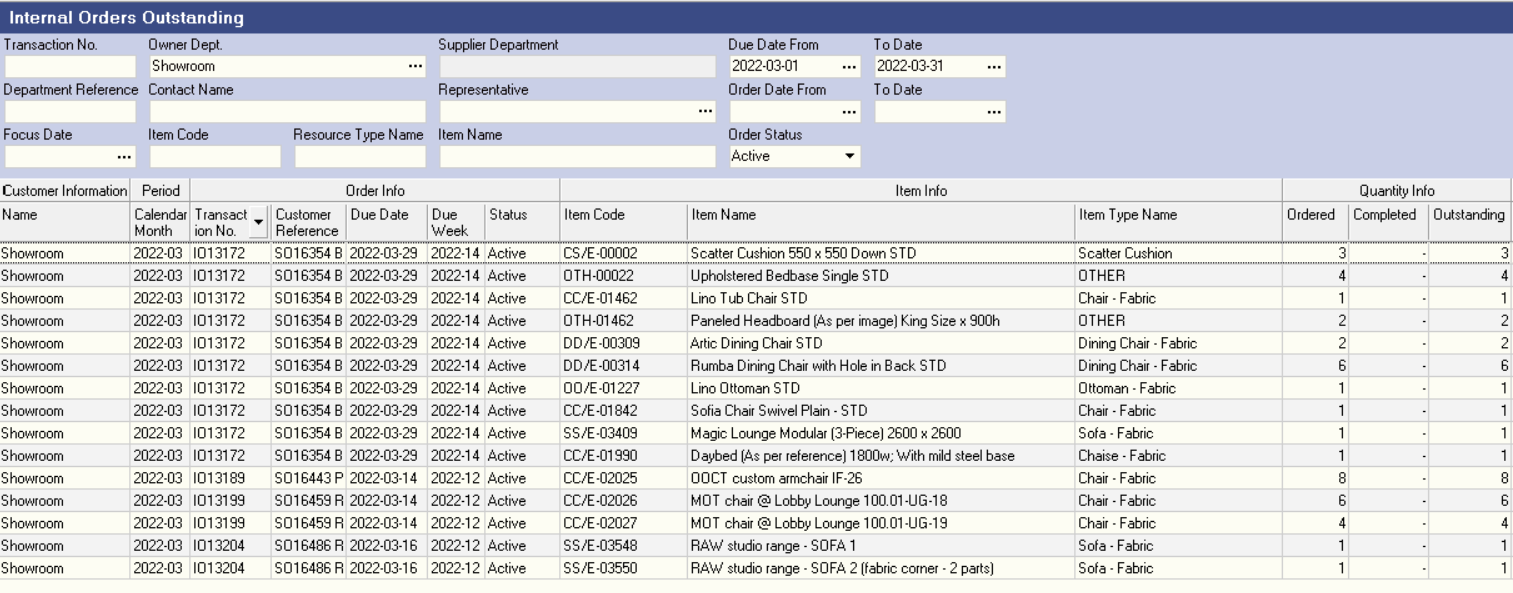 Internal Orders Outstanding
Transaction No. Owner Dept. Supplier Department Due Date From To Date
Showroom ... 2022-03-01 ... 2022-03-31 ...
Department Reference Contact Name Representative Order Date From To Date
... ... ...
Focus Date Item Code Resource Type Name Item Name Order Status
... Active
Customer Information Period Order Info Item Info Quantity Info
Name Calendar Month Transact ion No. Customer Reference Due Date Due Week Status Item Code Item Name Item Type Name Ordered Completed Outstanding
Showroom 2022-03 IO13172 SO16354 B 2022-03-29 2022-14 Active CS/E-00002 Scatter Cushion 550 x 550 Down STD Scatter Cushion 3 - 3
Showroom 2022-03 IO13172 SO16354 B 2022-03-29 2022-14 Active OTH-00022 Upholstered Bedbase Single STD OTHER 4 - 4
Showroom 2022-03 IO13172 SO16354 B 2022-03-29 2022-14 Active CC/E-01462 Lino Tub Chair STD Chair - Fabric 1 - 1
Showroom 2022-03 IO13172 SO16354 B 2022-03-29 2022-14 Active OTH-01462 Paneled Headboard (As per image) King Size x 900h OTHER 2 - 2
Showroom 2022-03 IO13172 SO16354 B 2022-03-29 2022-14 Active DD/E-00309 Artic Dining Chair STD Dining Chair - Fabric 2 - 2
Showroom 2022-03 IO13172 SO16354 B 2022-03-29 2022-14 Active DD/E-00314 Rumba Dining Chair with Hole in Back STD Dining Chair - Fabric 6 - 6
Showroom 2022-03 IO13172 SO16354 B 2022-03-29 2022-14 Active OO/E-01227 Lino Ottoman STD Ottoman - Fabric 1 - 1
Showroom 2022-03 IO13172 SO16354 B 2022-03-29 2022-14 Active CC/E-01842 Sofia Chair Swivel Plain - STD Chair - Fabric 1 - 1
Showroom 2022-03 IO13172 SO16354 B 2022-03-29 2022-14 Active SS/E-03409 Magic Lounge Modular (3-Piece) 2600 x 2600 Sofa - Fabric 1 - 1
Showroom 2022-03 IO13172 SO16354 B 2022-03-29 2022-14 Active CC/E-01990 Daybed (As per reference) 1800w; With mild steel base Chaise - Fabric 1 - 1
Showroom 2022-03 IO13189 SO16443 P 2022-03-14 2022-12 Active CC/E-02025 OOCT custom armchair IF-26 Chair - Fabric 8 - 8
Showroom 2022-03 IO13199 SO16459 R 2022-03-14 2022-12 Active CC/E-02026 MOT chair @ Lobby Lounge 100.01-UG-18 Chair - Fabric 6 - 6
Showroom 2022-03 IO13199 SO16459 R 2022-03-14 2022-12 Active CC/E-02027 MOT chair @ Lobby Lounge 100.01-UG-19 Chair - Fabric 4 - 4
Showroom 2022-03 IO13204 SO16486 R 2022-03-16 2022-12 Active SS/E-03548 RAW studio range - SOFA 1 Sofa - Fabric 1 - 1
Showroom 2022-03 IO13204 SO16486 R 2022-03-16 2022-12 Active SS/E-03550 RAW studio range - SOFA 2 (fabric corner - 2 parts) Sofa - Fabric 1 - 1